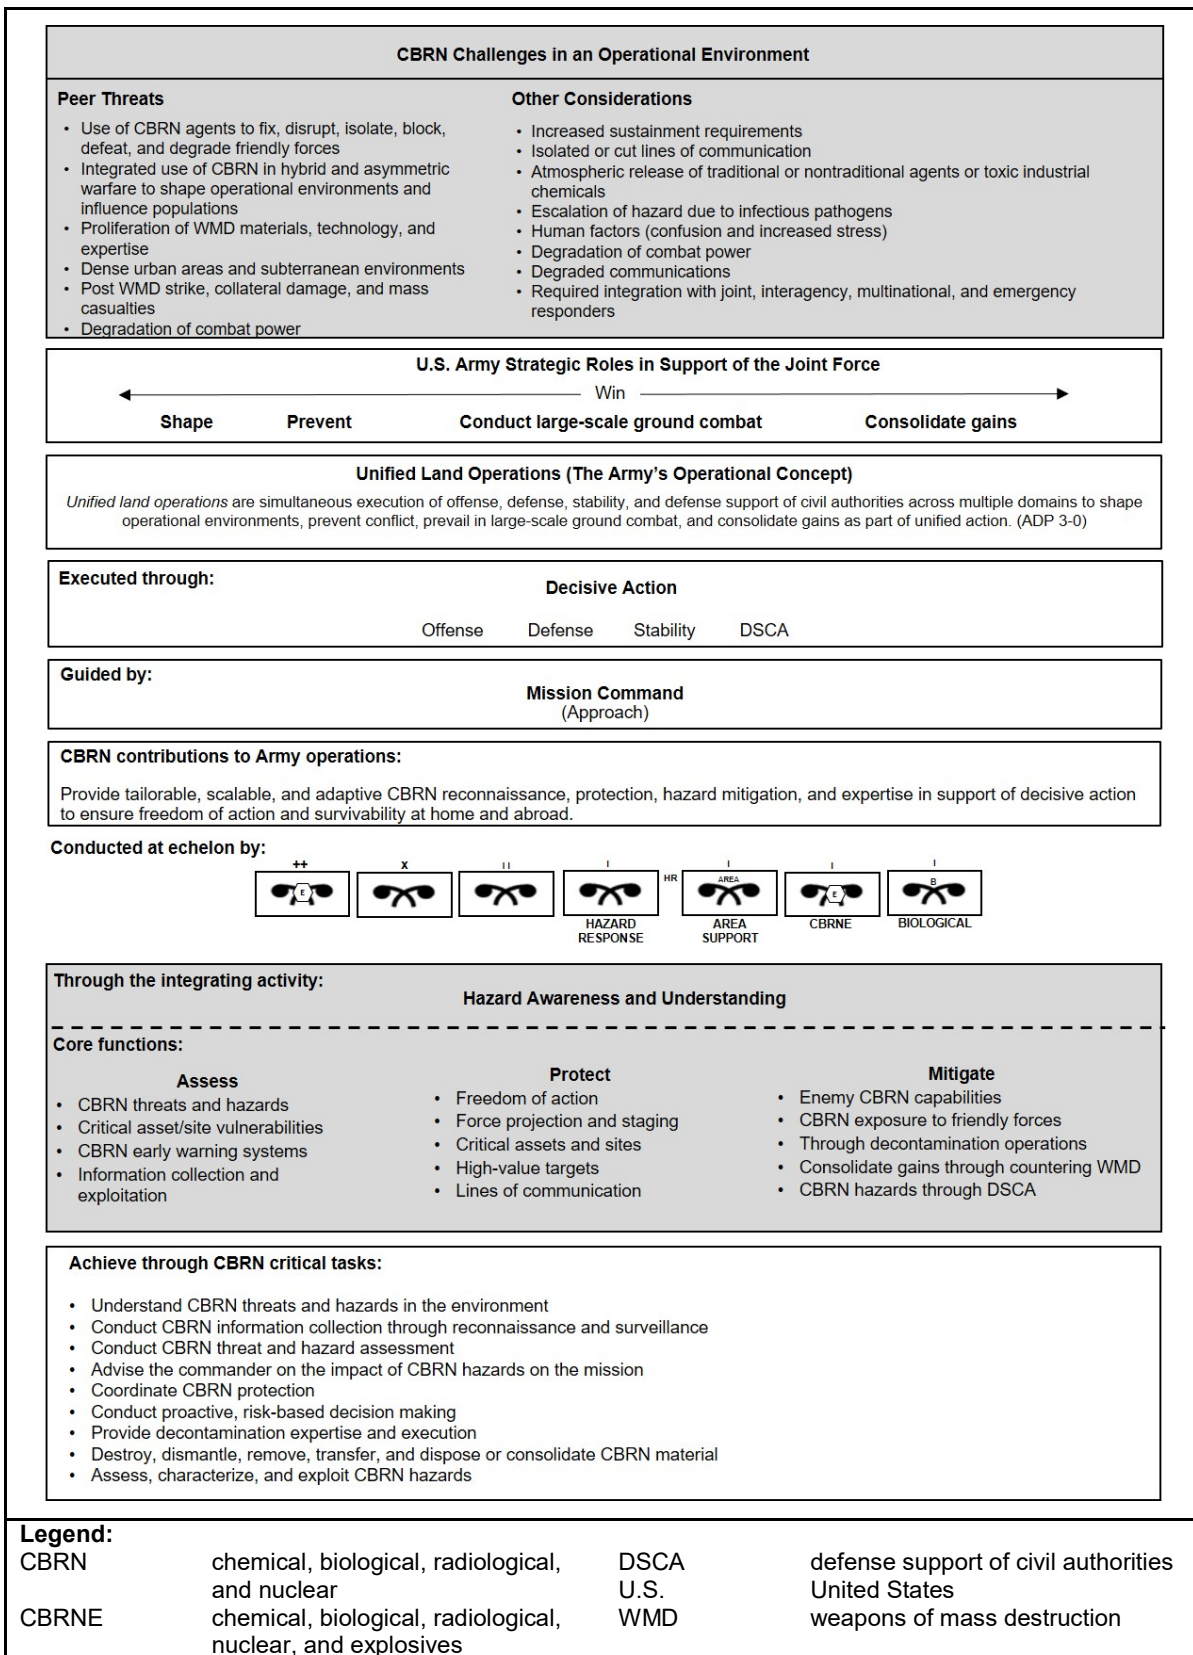 CBRN Challenges in an Operational Environment
Peer Threats
• Use of CBRN agents to fix, disrupt, isolate, block,
defeat, and degrade friendly forces
• Integrated use of CBRN in hybrid and asymmetric
warfare to shape operational environments and
influence populations
• Proliferation of WMD materials, technology, and
expertise
• Dense urban areas and subterranean environments
• Post WMD strike, collateral damage, and mass
casualties
• Degradation of combat power
Other Considerations
• Increased sustainment requirements
• Isolated or cut lines of communication
• Atmospheric release of traditional or nontraditional agents or toxic industrial
chemicals
• Escalation of hazard due to infectious pathogens
• Human factors (confusion and increased stress)
• Degradation of combat power
• Degraded communications
• Required integration with joint, interagency, multinational, and emergency
responders
U.S. Army Strategic Roles in Support of the Joint Force
Win
Shape Prevent Conduct large-scale ground combat Consolidate gains
Unified Land Operations (The Army's Operational Concept)
Unified land operations are simultaneous execution of offense, defense, stability, and defense support of civil authorities across multiple domains to shape
operational environments, prevent conflict, prevail in large-scale ground combat, and consolidate gains as part of unified action. (ADP 3-0)
Executed through:
Decisive Action
Offense Defense Stability DSCA
Guided by:
Mission Command
(Approach)
CBRN contributions to Army operations:
Provide tailorable, scalable, and adaptive CBRN reconnaissance, protection, hazard mitigation, and expertise in support of decisive action
to ensure freedom of action and survivability at home and abroad.
Conducted at echelon by:
++ X I I I I I I
E HR AREA E B
HAZARD
RESPONSE
AREA
SUPPORT
CBRNE
BIOLOGICAL
Through the integrating activity:
Hazard Awareness and Understanding
Core functions:
Assess
• CBRN threats and hazards
• Critical asset/site vulnerabilities
• CBRN early warning systems
• Information collection and
exploitation
Protect
• Freedom of action
• Force projection and staging
• Critical assets and sites
• High-value targets
• Lines of communication
Mitigate
• Enemy CBRN capabilities
• CBRN exposure to friendly forces
• Through decontamination operations
• Consolidate gains through countering WMD
• CBRN hazards through DSCA
Achieve through CBRN critical tasks:
• Understand CBRN threats and hazards in the environment
• Conduct CBRN information collection through reconnaissance and surveillance
• Conduct CBRN threat and hazard assessment
• Advise the commander on the impact of CBRN hazards on the mission
• Coordinate CBRN protection
• Conduct proactive, risk-based decision making
• Provide decontamination expertise and execution
• Destroy, dismantle, remove, transfer, and dispose or consolidate CBRN material
• Assess, characterize, and exploit CBRN hazards
Legend:
CBRN chemical, biological, radiological,
and nuclear
CBRNE chemical, biological, radiological,
nuclear, and explosives
DSCA defense support of civil authorities
U.S. United States
WMD weapons of mass destruction